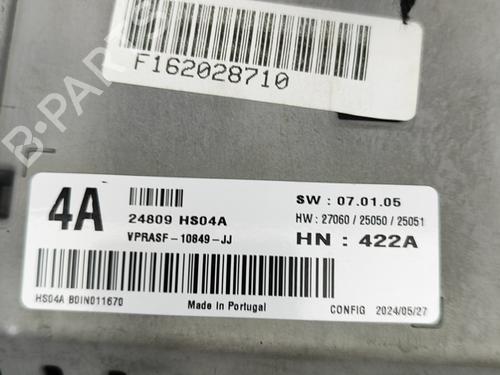 F162028710
4A
24809 HS04A
VPRASF-10849-JJ
SW : 07.01.05
HW : 27060 / 25050 / 25051
HN : 422A
HS04A B0IN011670
Made in Portugal
CONFIG 2024/05/27
B-PARTS